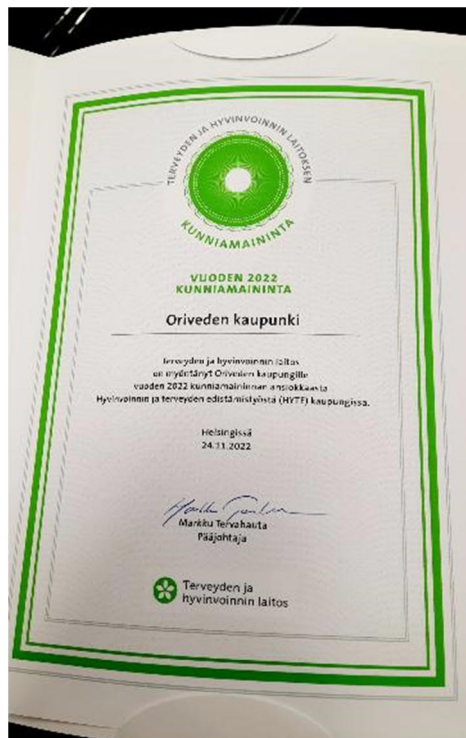 TERVEYDEN JA HYVINVOINNIN LAITOKSEN
KUNNIAMAININTA
VUODEN 2022
KUNNIAMAININTA
Oriveden kaupunki
Terveyden ja hyvinvoinnin laitos
on myöntänyt Oriveden kaupungille
vuoden 2022 kunniamaininnan ansiokkaasta
Hyvinvoinnin ja terveyden edistämistyöstä (HYTE) kaupungissa.
Helsingissä
24.11.2022
Markku Tervahauta
Pääjohtaja
Terveyden ja
hyvinvoinnin laitos